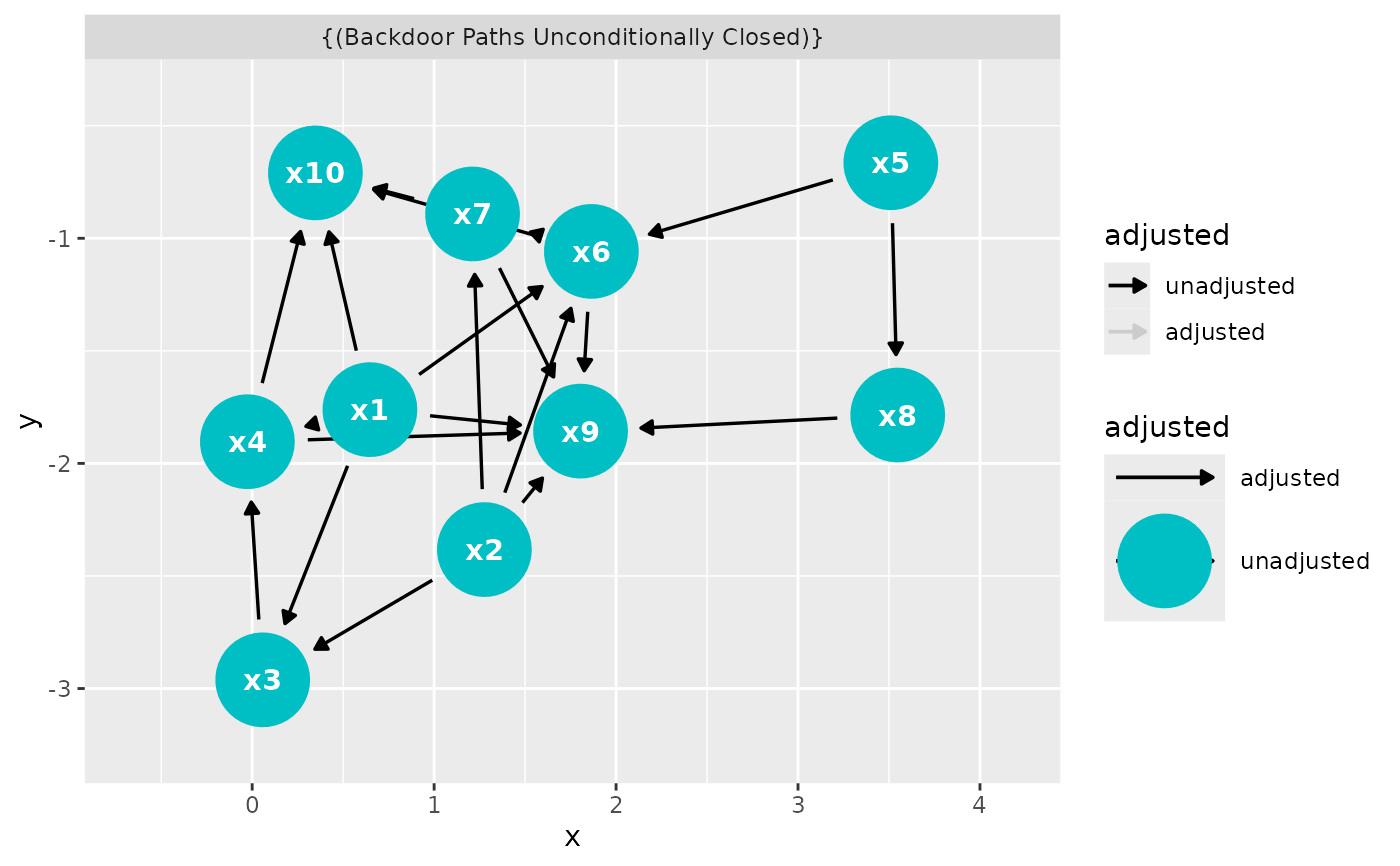 {(Backdoor Paths Unconditionally Closed)}
x10
x5
x7
x6
x1
x4
x9
x8
x2
x3
-1
-2
-3
y
0
1
2
3
4
x
adjusted
unadjusted
adjusted
adjusted
adjusted
unadjusted